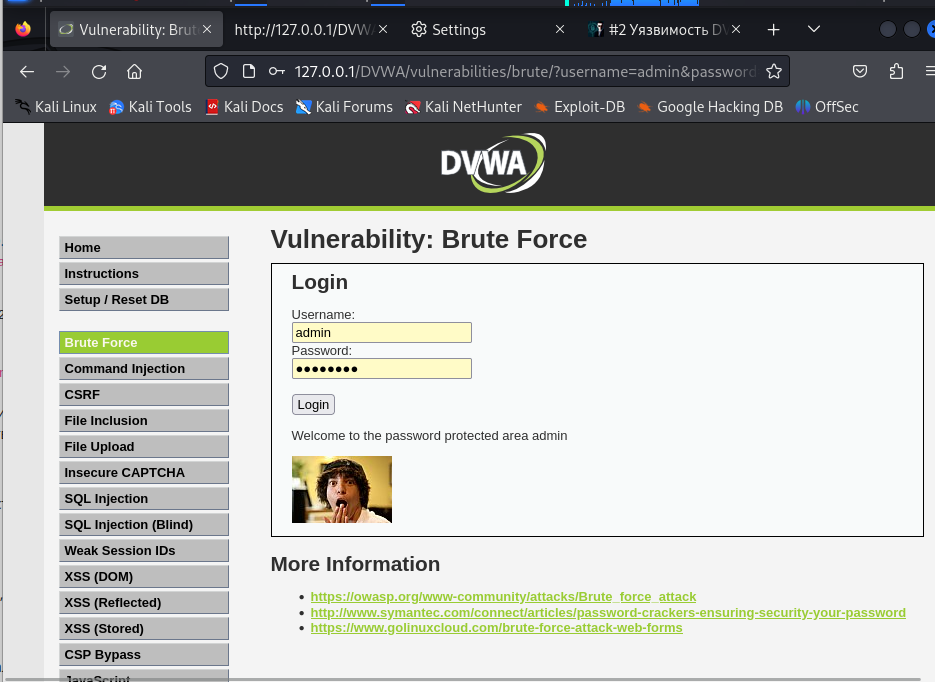 Vulnerability: Brut
http://127.0.0.1/DVW
Settings
#2 Уязвимость DV
127.0.0.1/DVWA/vulnerabilities/brute/?username=admin&password
Kali Linux Kali Tools Kali Docs Kali Forums Kali NetHunter Exploit-DB Google Hacking DB OffSec
DVWA
Home
Instructions
Setup / Reset DB
Brute Force
Command Injection
CSRF
File Inclusion
File Upload
Insecure CAPTCHA
SQL Injection
SQL Injection (Blind)
Weak Session IDs
XSS (DOM)
XSS (Reflected)
XSS (Stored)
CSP Bypass
JavaScript
Vulnerability: Brute Force
Login
Username:
admin
Password:
●●●●●●●●
Login
Welcome to the password protected area admin
More Information
https://owasp.org/www-community/attacks/Brute_force_attack
http://www.symantec.com/connect/articles/password-crackers-ensuring-security-your-password
https://www.golinuxcloud.com/brute-force-attack-web-forms